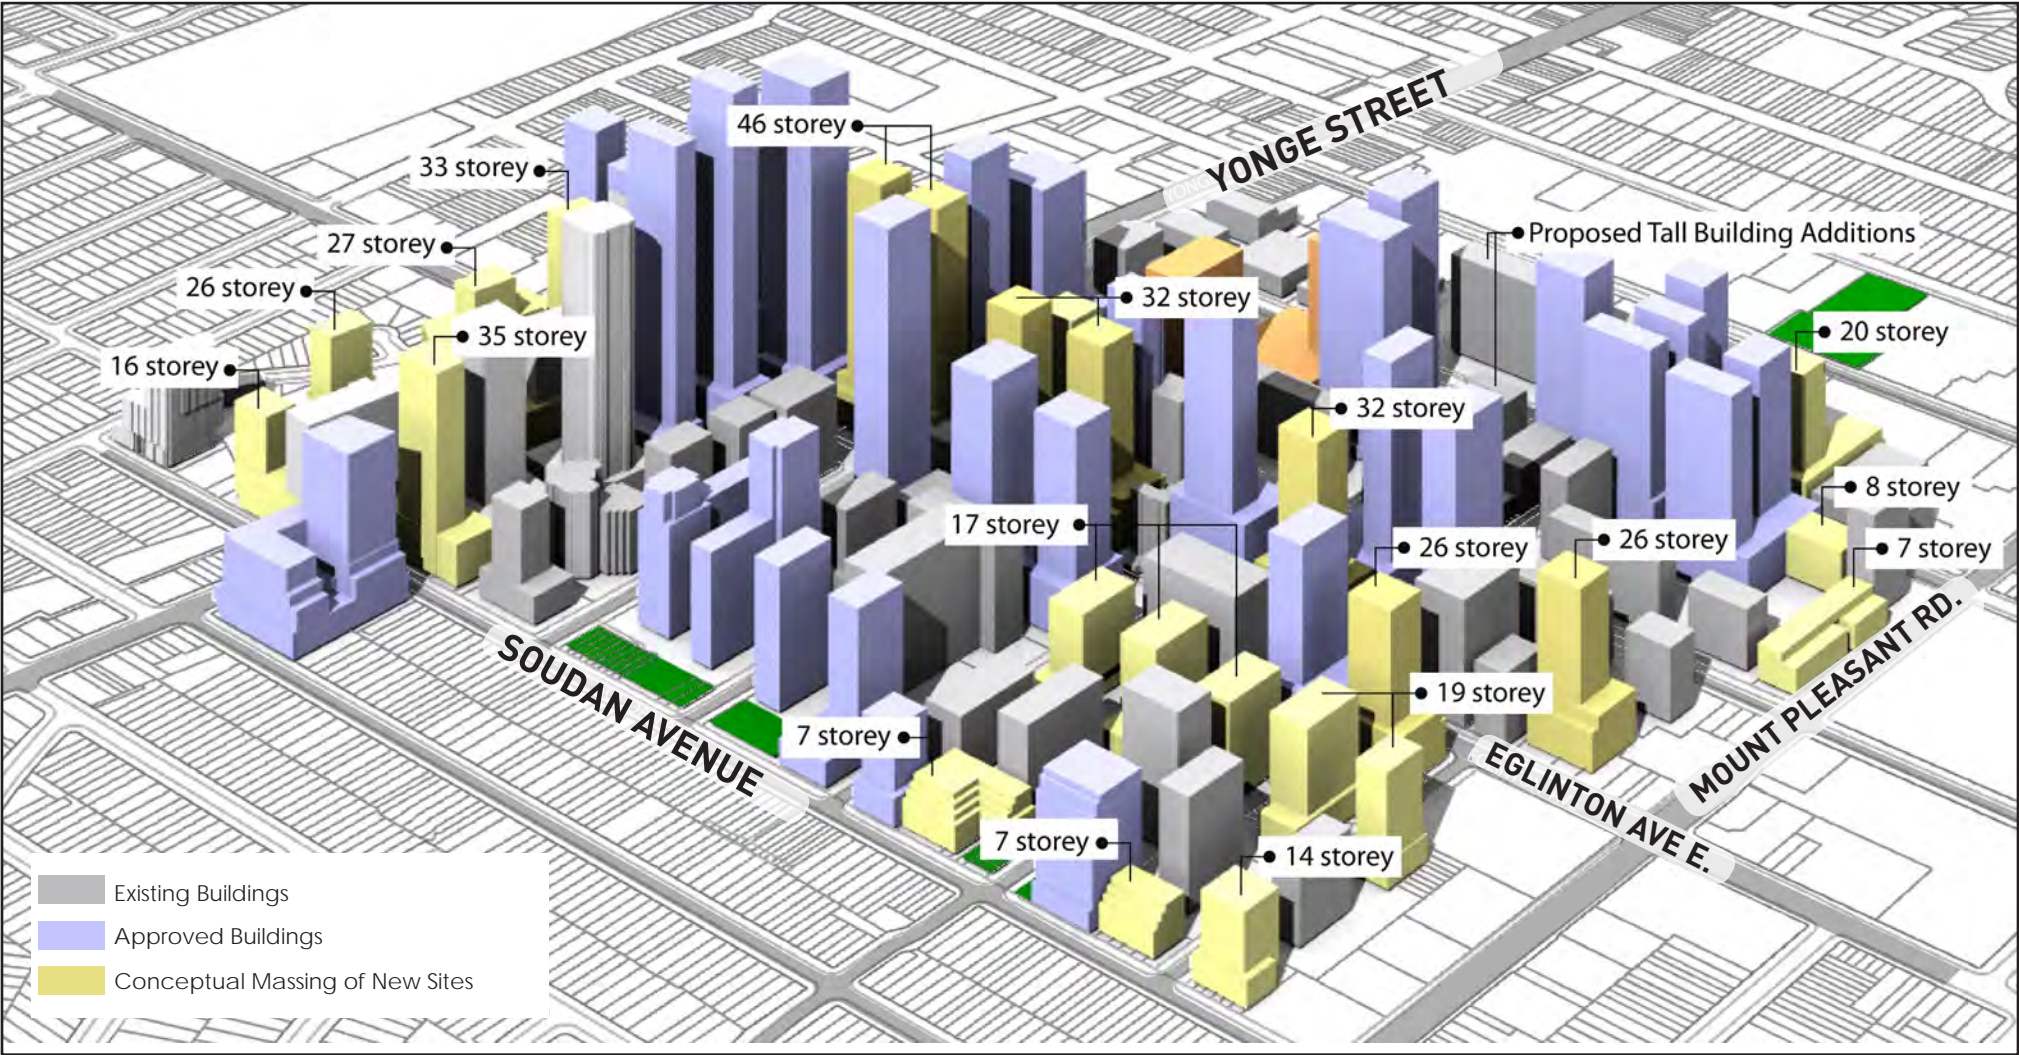 YONGE STREET
46 storey
33 storey
Proposed Tall Building Additions
27 storey
26 storey
32 storey
35 storey
20 storey
16 storey
32 storey
8 storey
17 storey
26 storey
26 storey
7 storey
SOUDAN AVENUE
MOUNT PLEASANT RD.
19 storey
7 storey
EGLINTON AVE E.
7 storey
14 storey
Existing Buildings
Approved Buildings
Conceptual Massing of New Sites